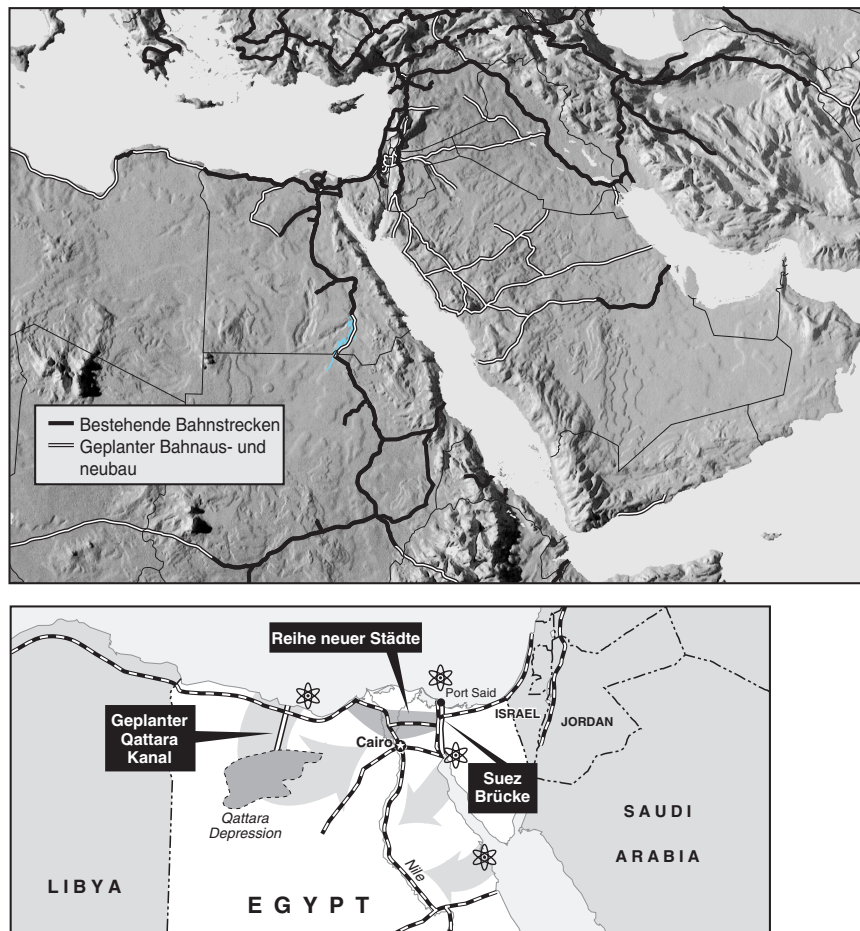 Bestehende Bahnstrecken
Geplanter Bahnaus- und
neubau
Reihe neuer Städte
Port Said
ISRAEL
JORDAN
Geplanter
Qattara
Kanal
Cairo
Suez
Brücke
Qattara
Depression
SAUDI
ARABIA
Nile
LIBYA
EGYPT